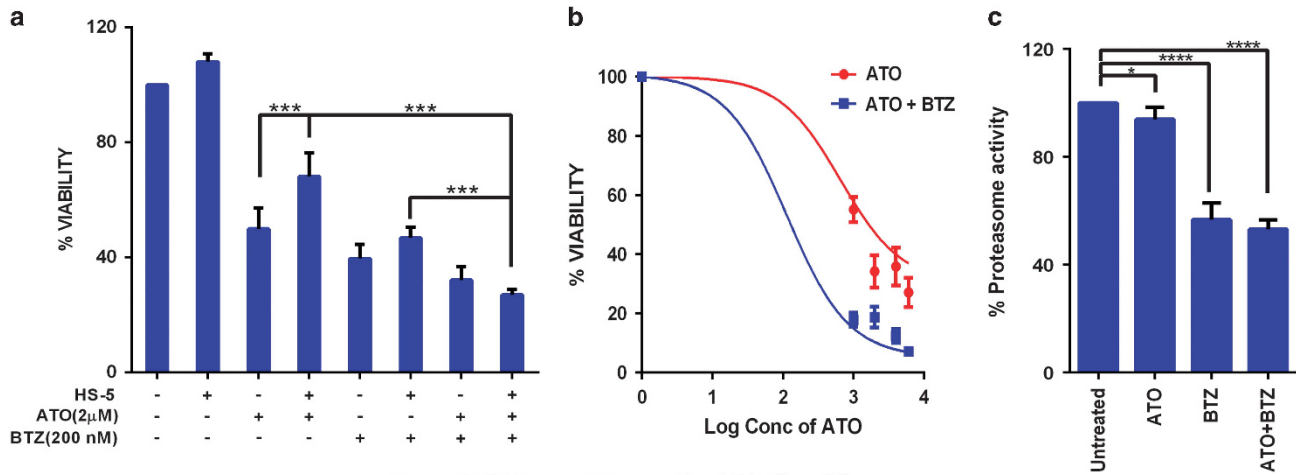 a
120
80
40
0
% VIABILITY
***
***
***
HS-5 - + - + - + - +
ATO(2μM) - - + + - - + +
BTZ(200 nM) - - - - + + + +
b
100
80
60
40
20
0
% VIABILITY
ATO
ATO + BTZ
0 1 2 3 4
Log Conc of ATO
c
120
80
40
0
% Proteasome activity
****
****
*
Untreated
ATO
BTZ
ATO+BTZ